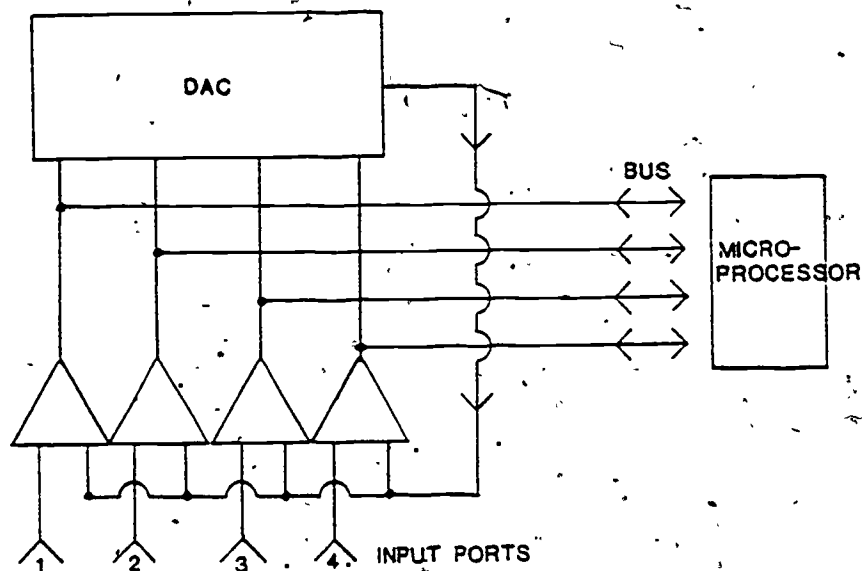 DAC
BUS
MICRO-
PROCESSOR
1 2 3 4. INPUT PORTS